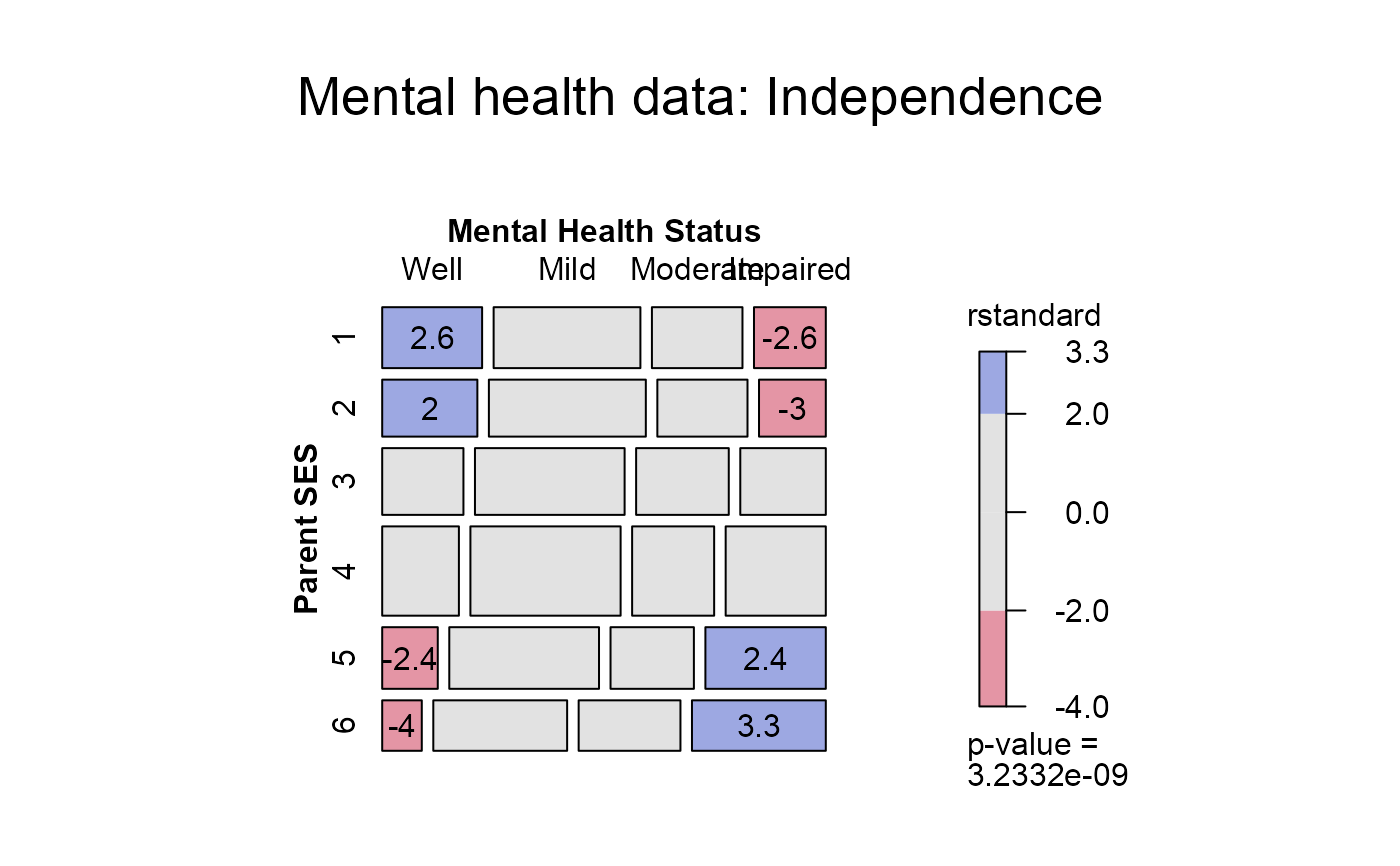 Mental health data: Independence
Mental Health Status
Well Mild Moderate Impaired
Parent SES
1 2.6 -2.6
2 2 -3
3
4
5 -2.4 2.4
6 -4 3.3
rstandard
3.3
2.0
0.0
-2.0
-4.0
p-value =
3.2332e-09